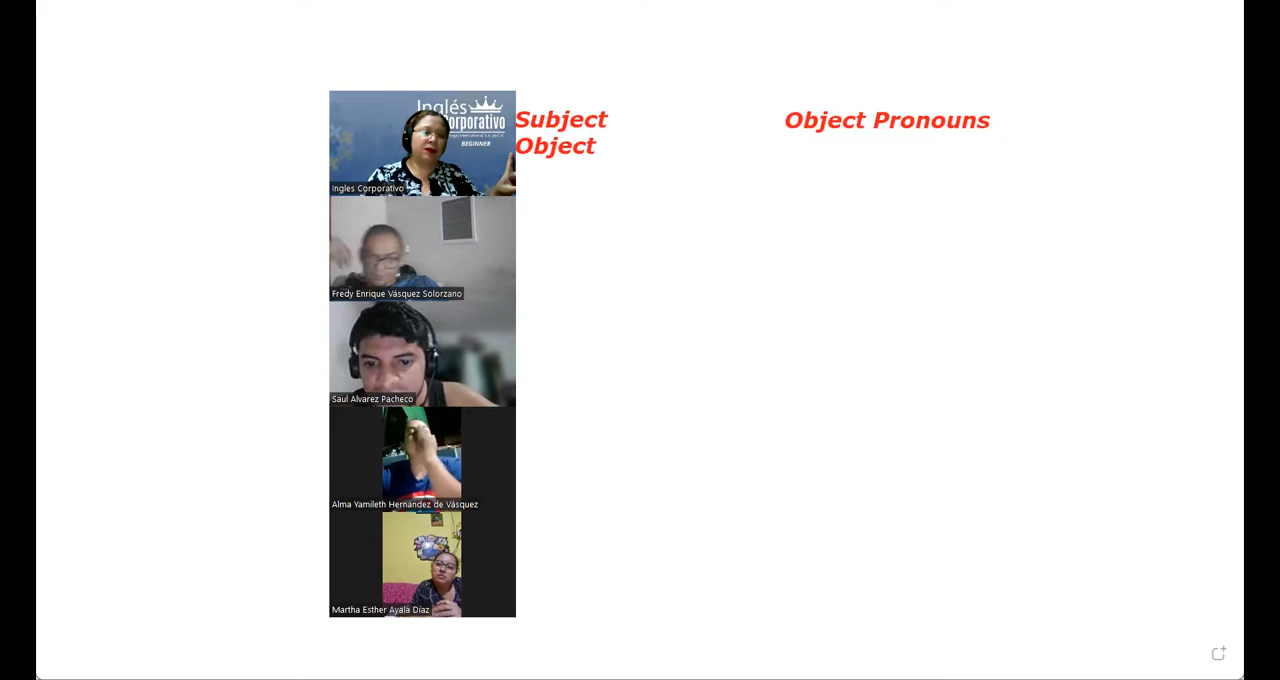 Inglés
Corporativo
BEGINNER
Ingles Corporativo
Subject
Object
Object Pronouns
Fredy Enrique Vásquez Solorzano
Saul Alvarez Pacheco
Alma Yamileth Hernández de Vásquez
Martha Esther Ayala Díaz